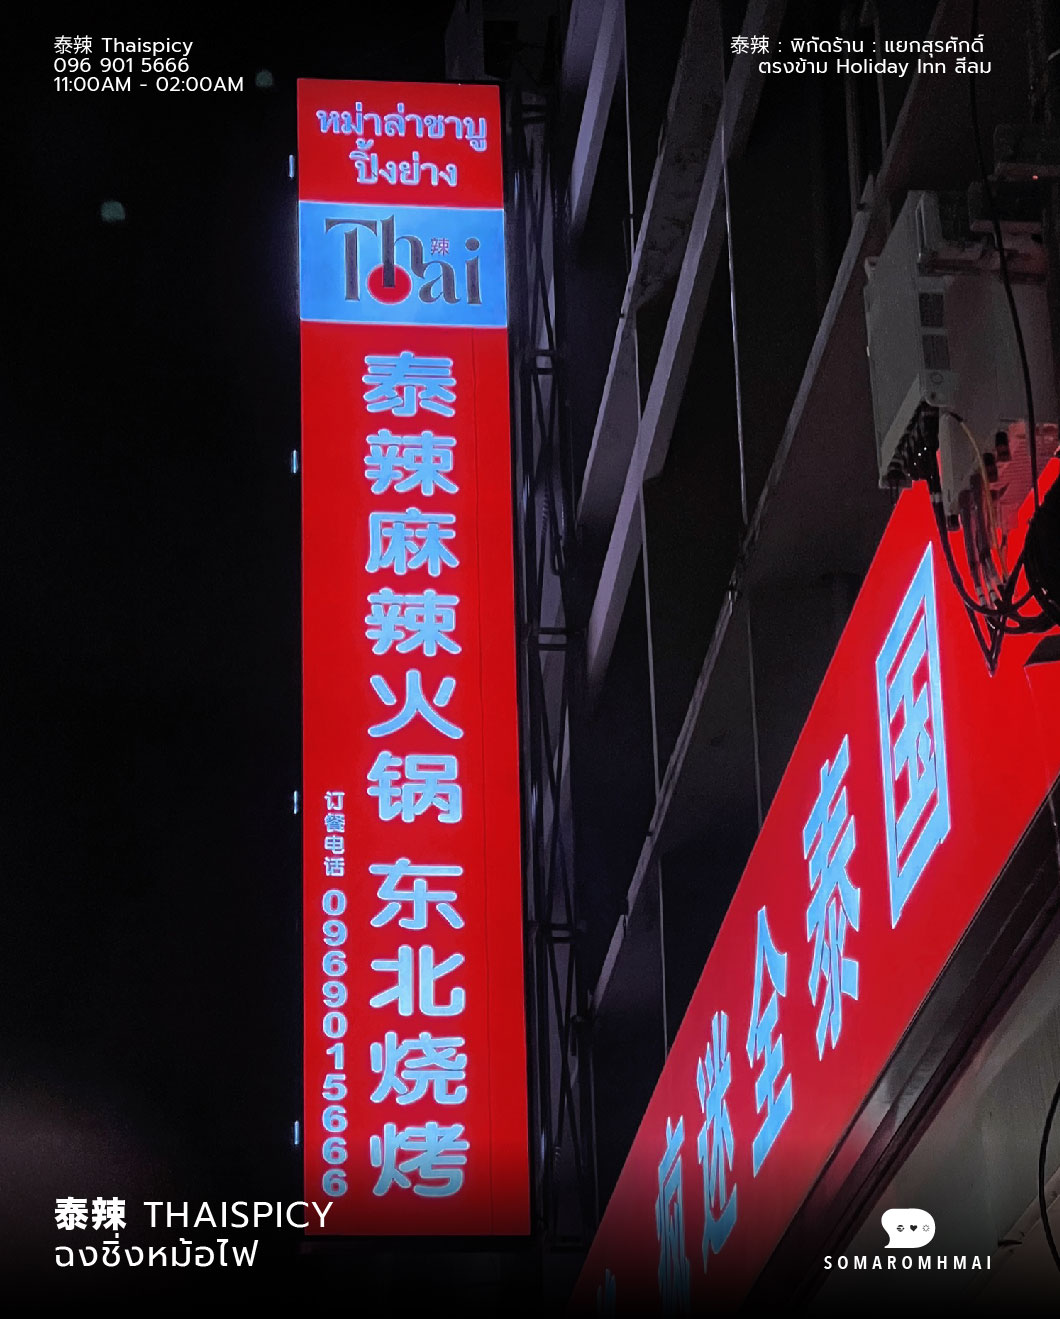 泰辣 Thaispicy
096 901 5666
11:00AM - 02:00AM
泰辣 : พิกัดร้าน : แยกสุรศักดิ์
ตรงข้าม Holiday Inn สีลม
หม่าล่าชาบู
ปิ้งย่าง
Thai
辣
泰辣麻辣火锅 东北烧烤
订餐电话 0969015666
疯迷全泰国
泰辣 THAISPICY
ฉงชิ่งหม้อไฟ
SOMAROMHMAI